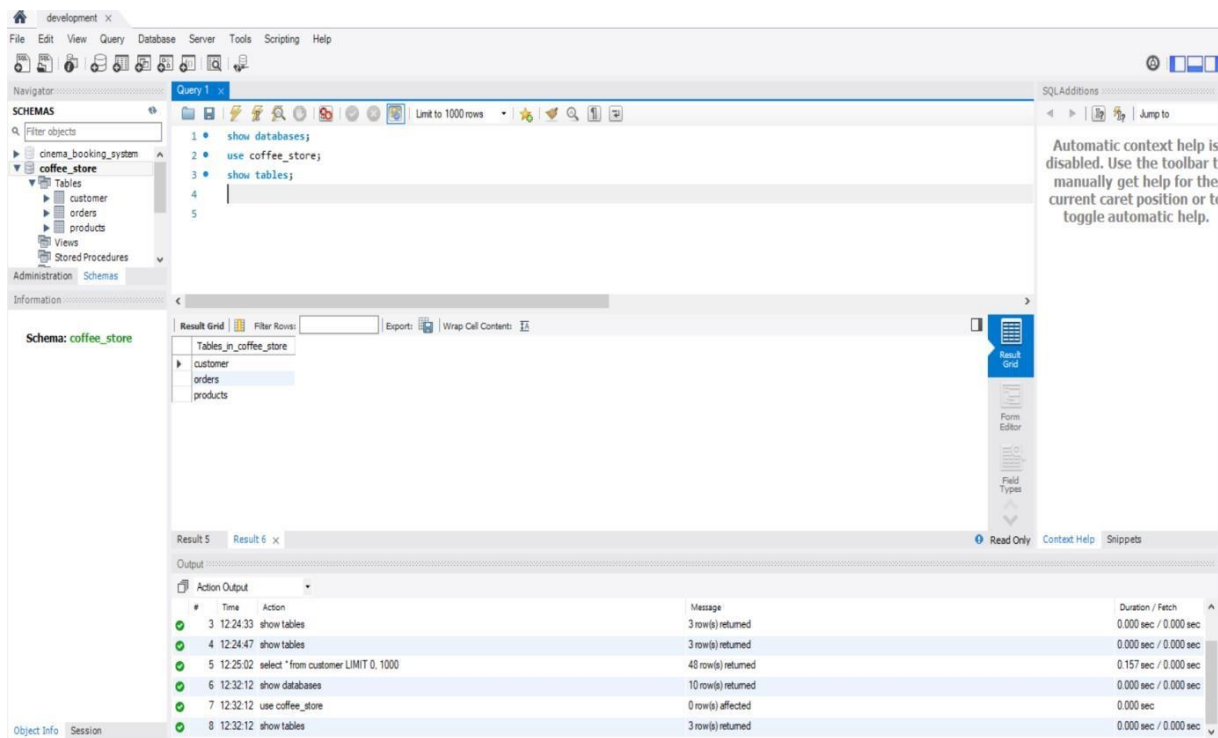 development ×
File Edit View Query Database Server Tools Scripting Help
Navigator
SCHEMAS
Filter objects
cinema_booking_system
coffee_store
Tables
customer
orders
products
Views
Stored Procedures
Administration Schemas
Information
Schema: coffee_store
Object Info Session
Query 1 ×
Limit to 1000 rows
1 show databases;
2 use coffee_store;
3 show tables;
4
5
Result Grid Filter Rows: Export: Wrap Cell Content:
Tables_in_coffee_store
customer
orders
products
Result Grid
Form Editor
Field Types
Result 5 Result 6 × Read Only
Output
Action Output
# Time Action Message Duration / Fetch
3 12:24:33 show tables 3 row(s) returned 0.000 sec / 0.000 sec
4 12:24:47 show tables 3 row(s) returned 0.000 sec / 0.000 sec
5 12:25:02 select * from customer LIMIT 0, 1000 48 row(s) returned 0.157 sec / 0.000 sec
6 12:32:12 show databases 10 row(s) returned 0.000 sec / 0.000 sec
7 12:32:12 use coffee_store 0 row(s) affected 0.000 sec
8 12:32:12 show tables 3 row(s) returned 0.000 sec / 0.000 sec
SQLAdditions
Jump to
Automatic context help is
disabled. Use the toolbar t
manually get help for the
current caret position or to
toggle automatic help.
Context Help Snippets